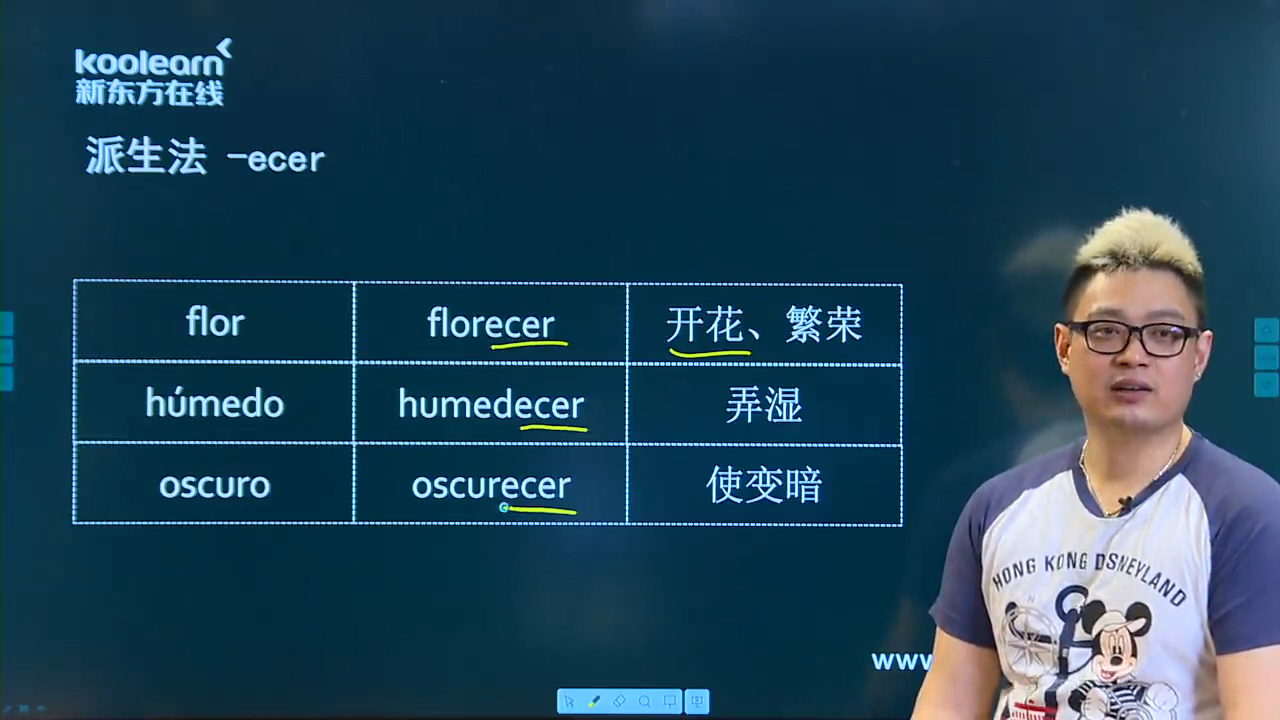 koolearn
新东方在线
派生法 -ecer
flor florecer 开花、繁荣
húmedo humedecer 弄湿
oscuro oscurecer 使变暗
HONG KONG DISNEYLAND
N
www